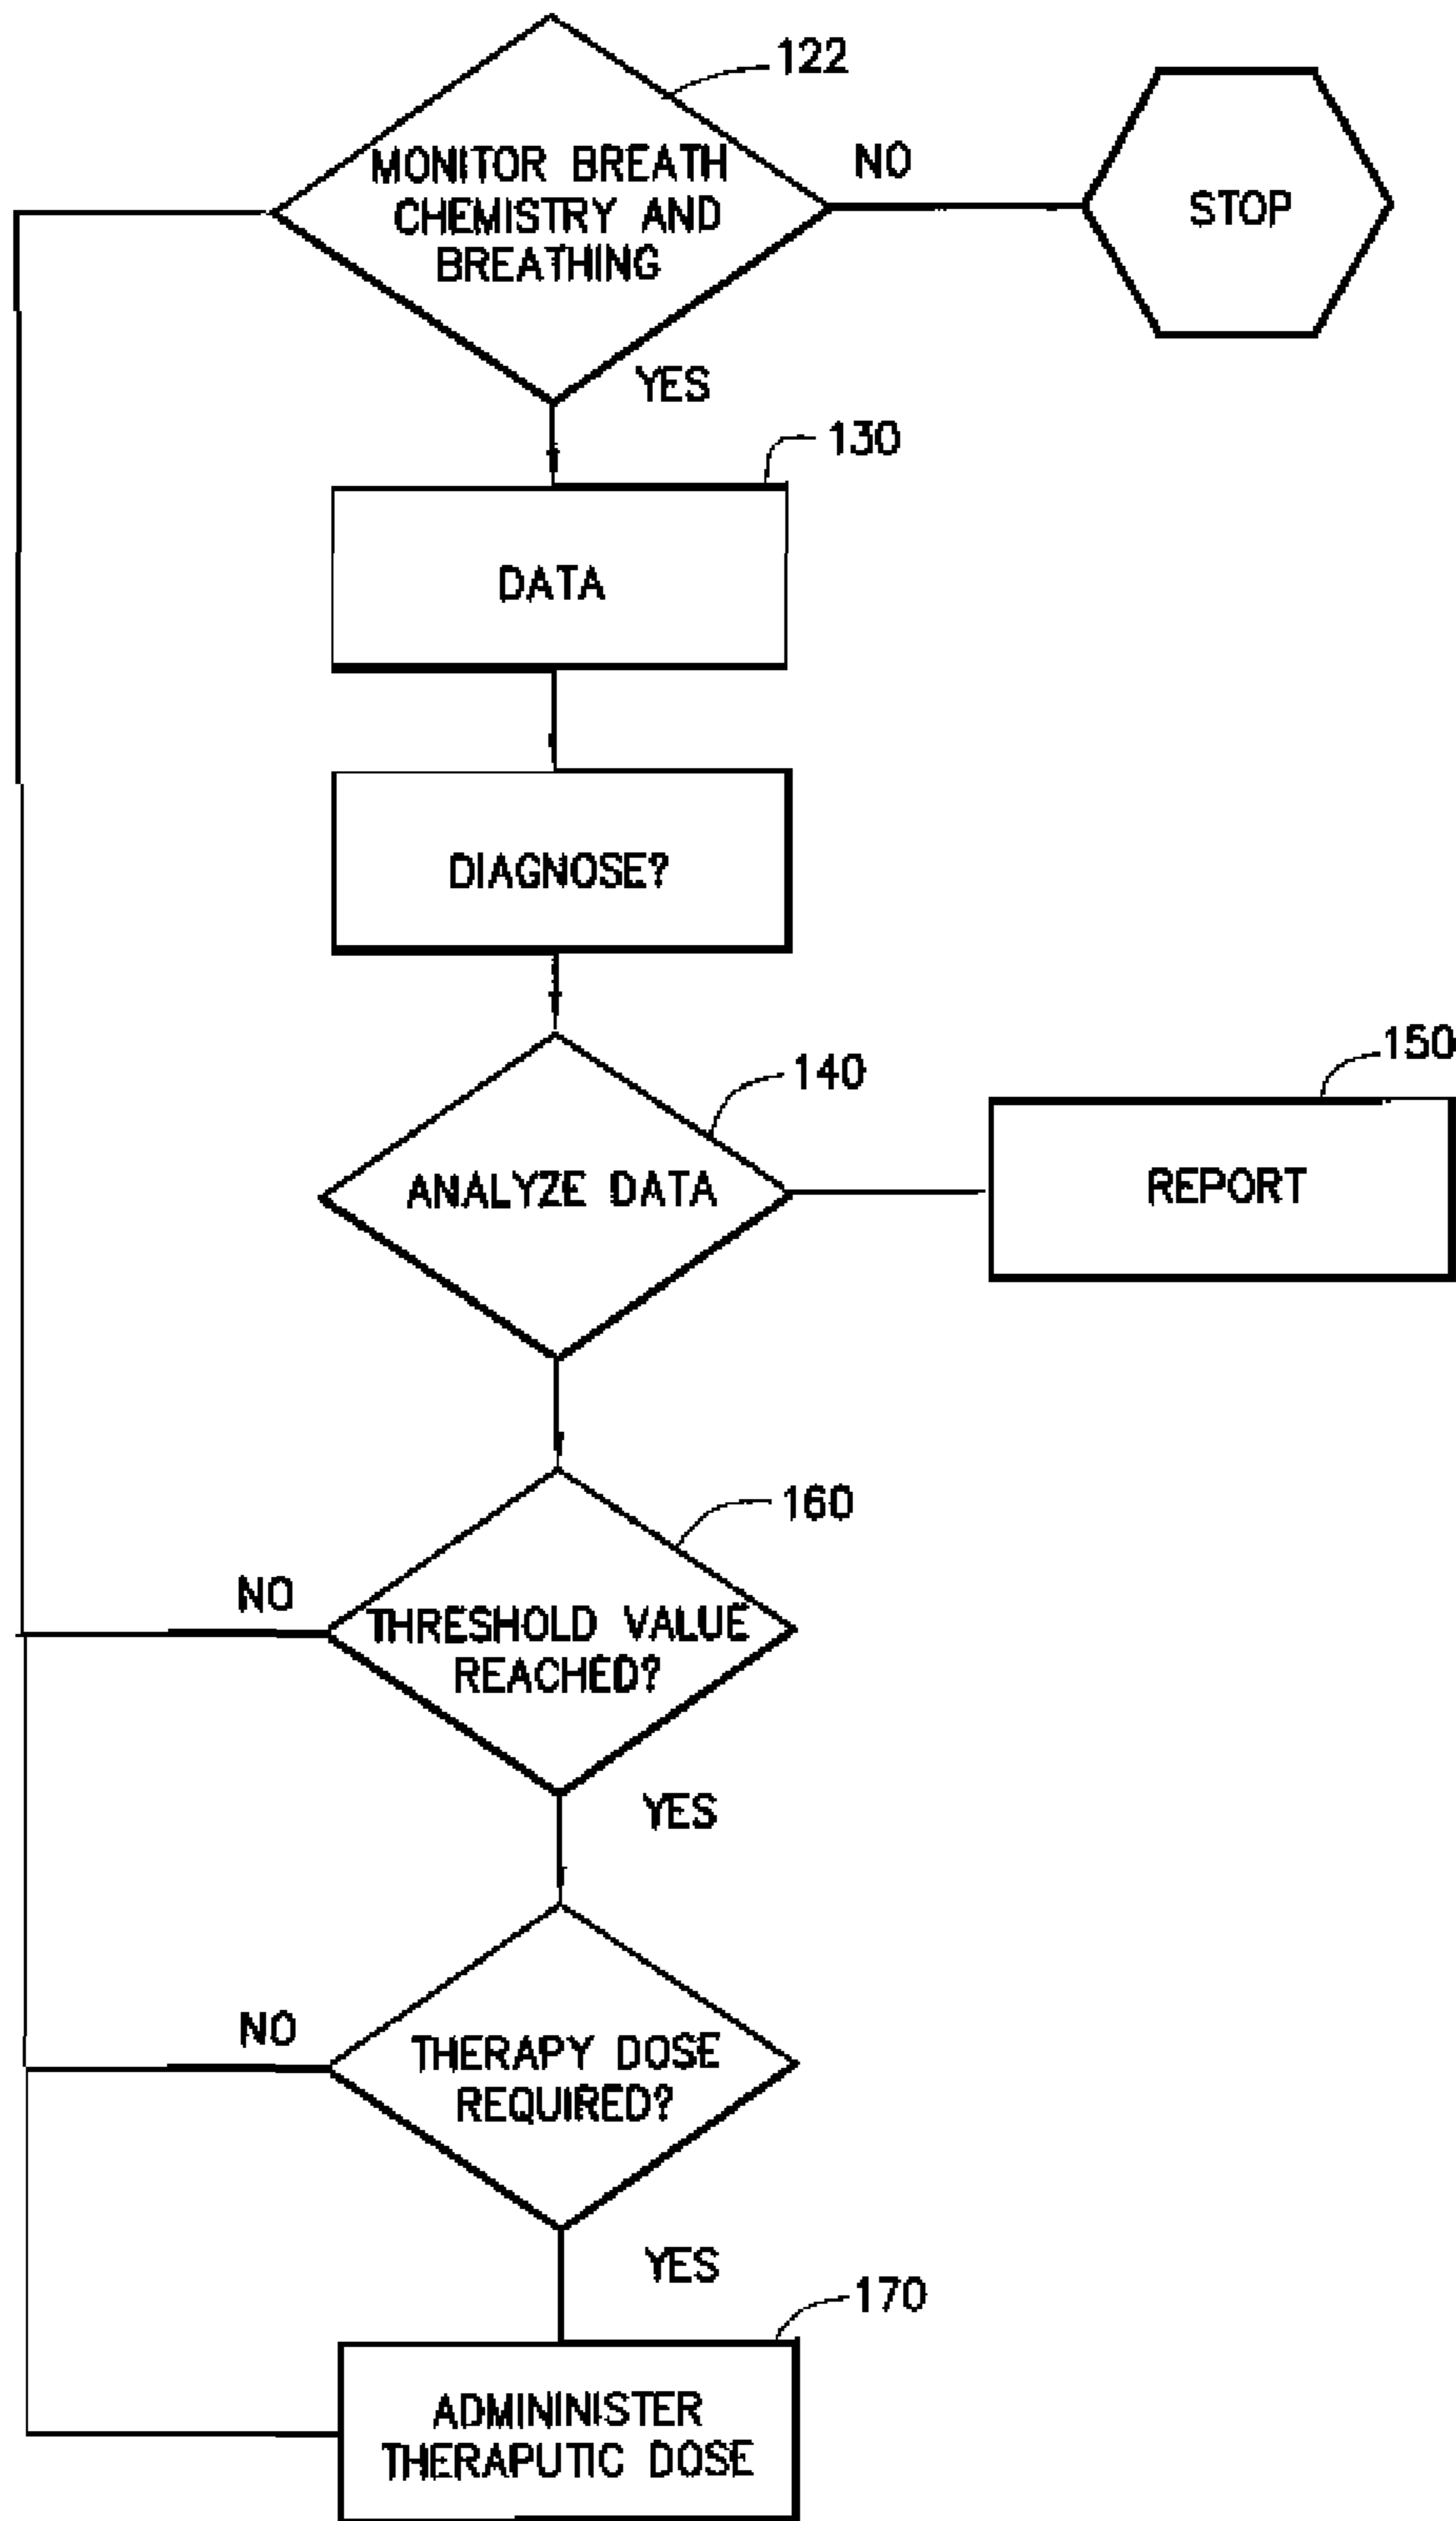 122
MONITOR BREATH
CHEMISTRY AND
BREATHING
NO
STOP
YES
130
DATA
DIAGNOSE?
140
ANALYZE DATA
150
REPORT
160
NO
THRESHOLD VALUE
REACHED?
YES
NO
THERAPY DOSE
REQUIRED?
YES
170
ADMININISTER
THERAPUTIC DOSE